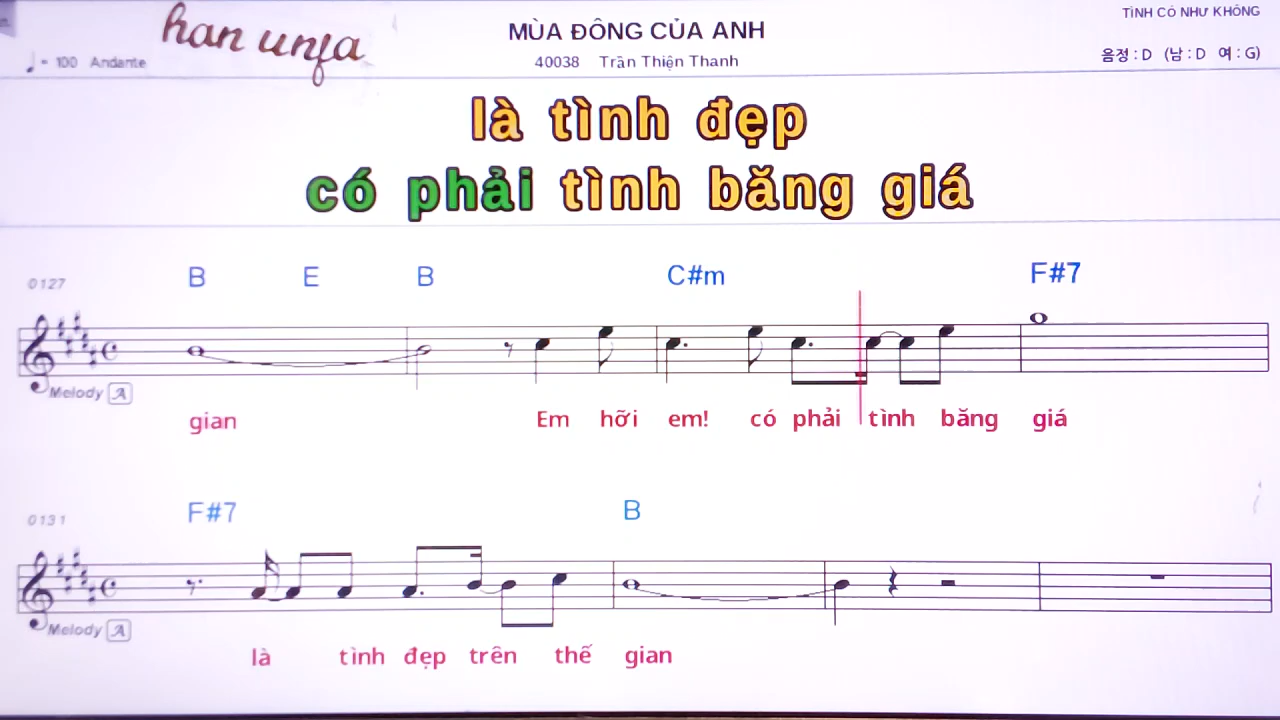 TÌNH CÓ NHƯ KHÔNG
han unfa
MÙA ĐÔNG CỦA ANH
= 100 Andante
40038 Trần Thiện Thanh
음정 : D (남 : D 여 : G)
là tình đẹp
có phải tình băng giá
0127 B E B C#m F#7
Melody A
gian Em hỡi em! có phải tình băng giá
0131 F#7 B
Melody A
là tình đẹp trên thế gian